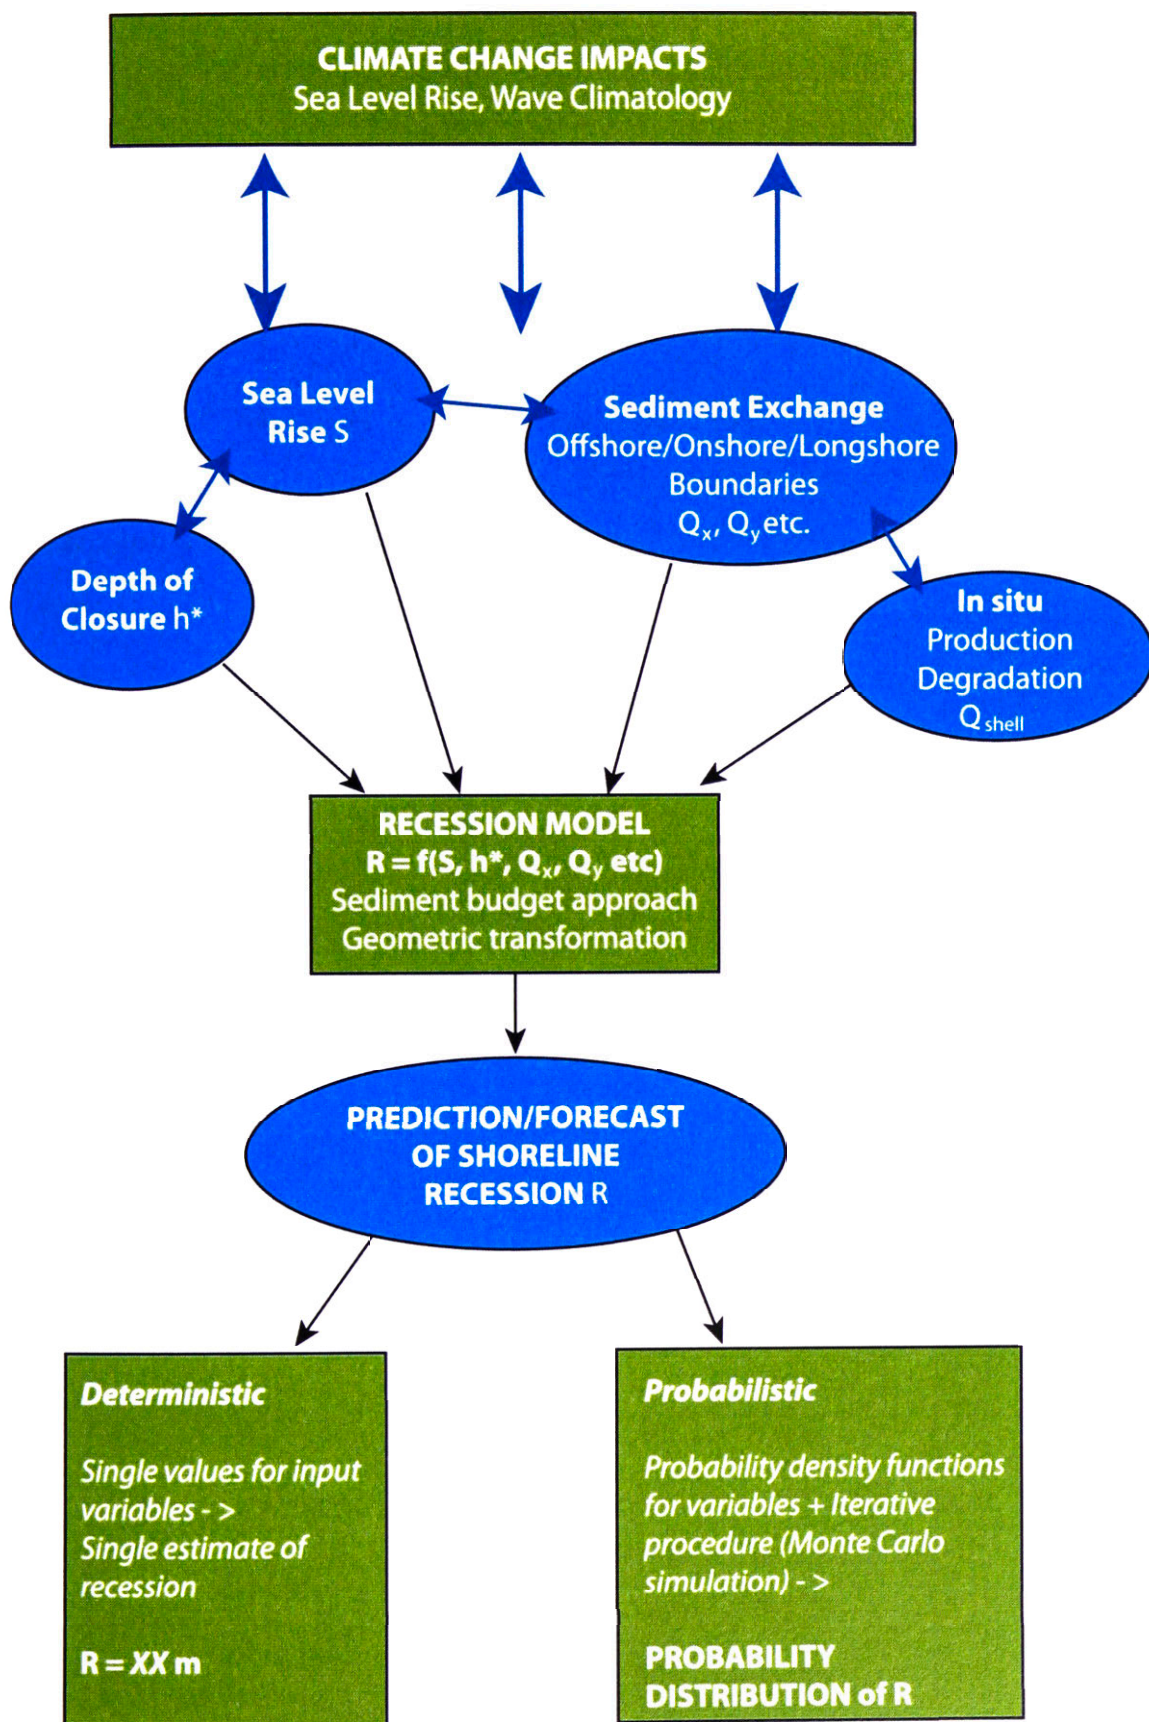 CLIMATE CHANGE IMPACTS
Sea Level Rise, Wave Climatology
Sea Level
Rise S
Sediment Exchange
Offshore/Onshore/Longshore
Boundaries
Qx, Qy etc.
Depth of
Closure h*
In situ
Production
Degradation
Q shell
RECESSION MODEL
R = f(S, h*, Qx, Qy etc)
Sediment budget approach
Geometric transformation
PREDICTION/FORECAST
OF SHORELINE
RECESSION R
Deterministic
Single values for input
variables - >
Single estimate of
recession
R = XX m
Probabilistic
Probability density functions
for variables + Iterative
procedure (Monte Carlo
simulation) - >
PROBABILITY
DISTRIBUTION of R